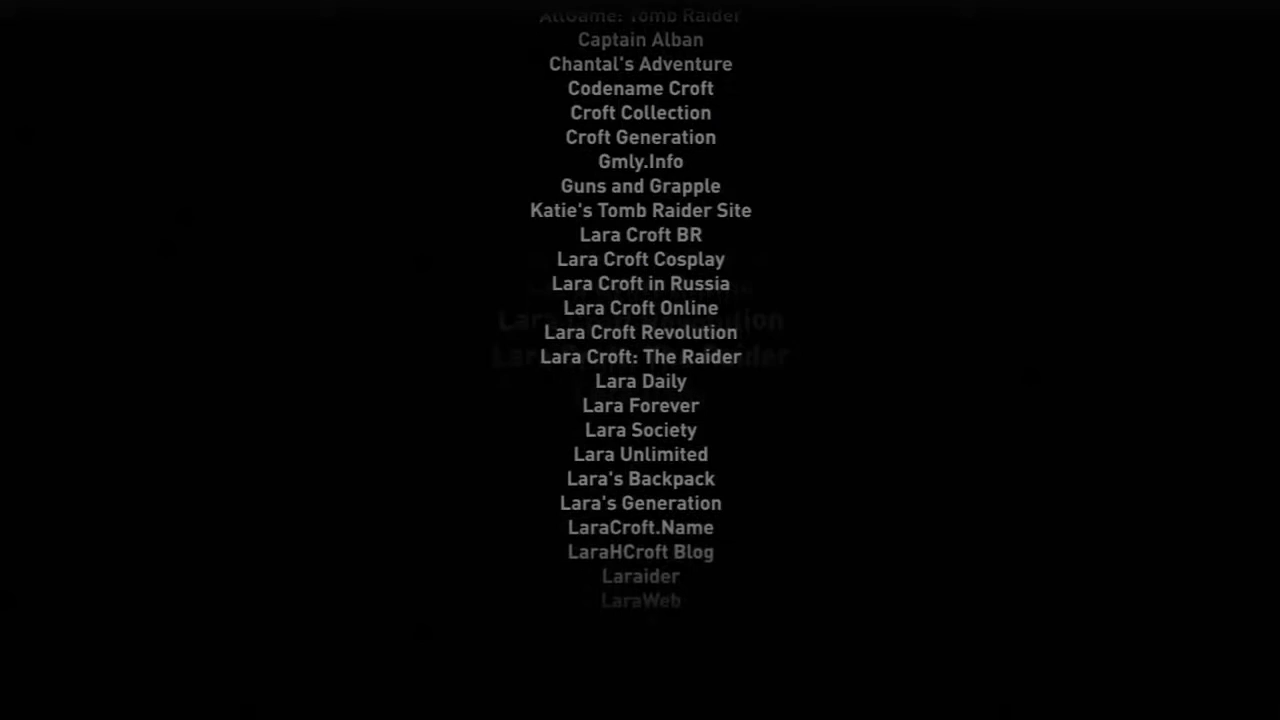 AllGame: Tomb Raider
Captain Alban
Chantal's Adventure
Codename Croft
Croft Collection
Croft Generation
Gmly.Info
Guns and Grapple
Katie's Tomb Raider Site
Lara Croft BR
Lara Croft Cosplay
Lara Croft in Russia
Lara Croft Online
Lara Croft Revolution
Lara Croft: The Raider
Lara Daily
Lara Forever
Lara Society
Lara Unlimited
Lara's Backpack
Lara's Generation
LaraCroft.Name
LaraHCroft Blog
Laraider
LaraWeb